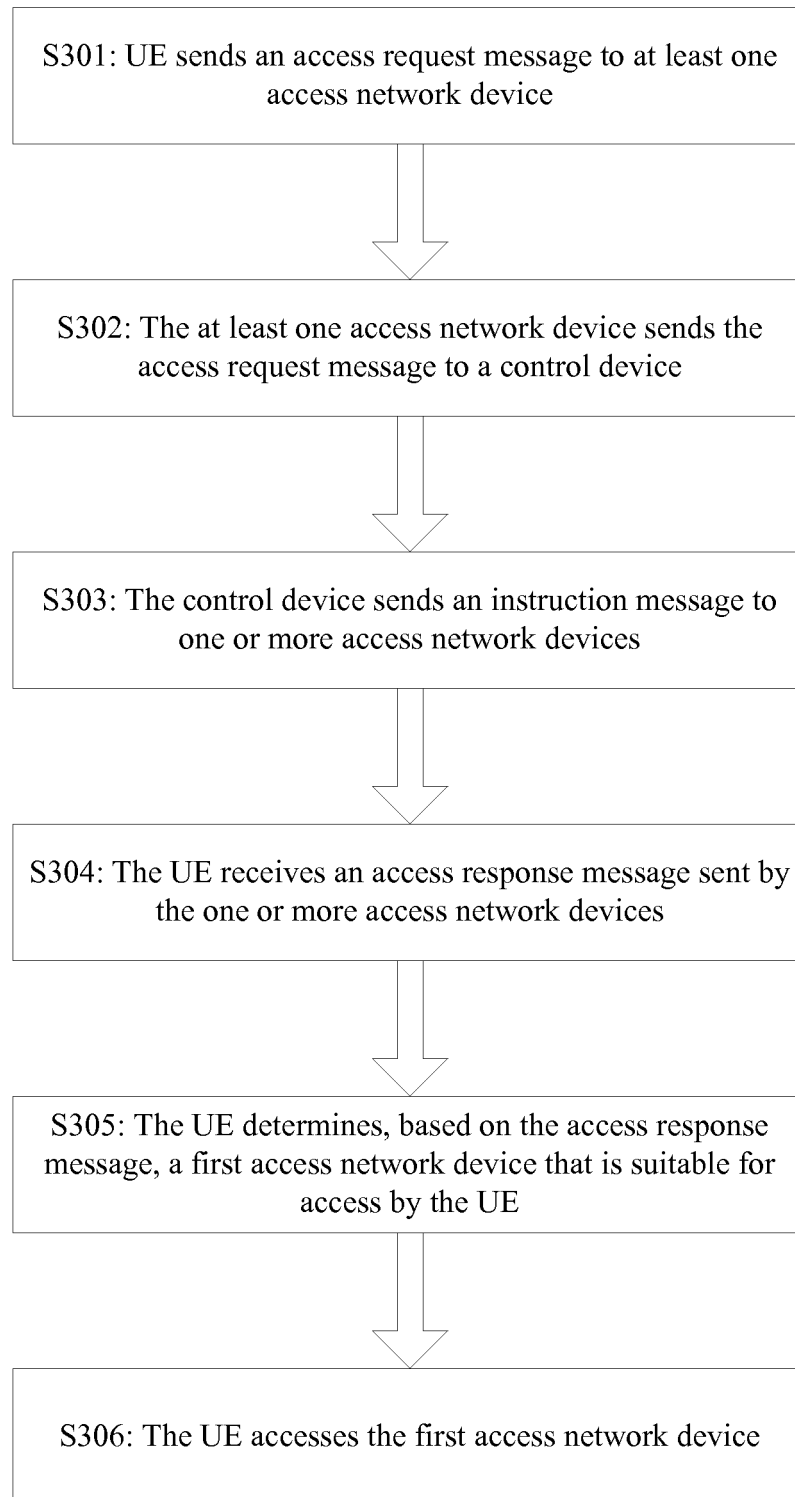 S301: UE sends an access request message to at least one
access network device
S302: The at least one access network device sends the
access request message to a control device
S303: The control device sends an instruction message to
one or more access network devices
S304: The UE receives an access response message sent by
the one or more access network devices
S305: The UE determines, based on the access response
message, a first access network device that is suitable for
access by the UE
S306: The UE accesses the first access network device